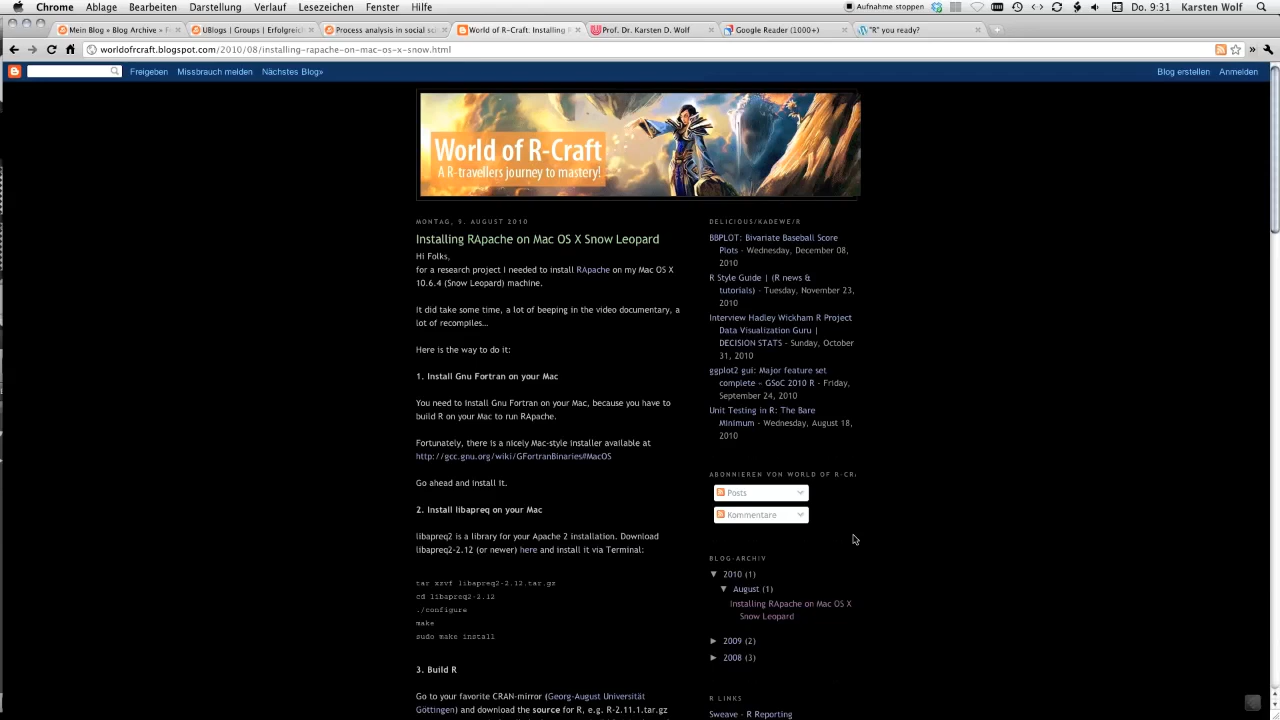 Chrome Ablage Bearbeiten Darstellung Verlauf Lesezeichen Fenster Hilfe Aufnahme stoppen Do 9:31 Karsten Wolf
Mein Blog » Blog Archive » F UBlogs | Groups | Erfolgreich Process analysis in social sc World of R-Craft: Installing R Prof. Dr. Karsten D. Wolf Google Reader (1000+) "R" you ready?
worldofrcraft.blogspot.com/2010/08/installing-rapache-on-mac-os-x-snow.html
Freigeben Missbrauch melden Nächstes Blog» Blog erstellen Anmelden
World of R-Craft
A R-travellers journey to mastery!
MONTAG, 9. AUGUST 2010
Installing RApache on Mac OS X Snow Leopard
Hi Folks,
for a research project I needed to install RApache on my Mac OS X
10.6.4 (Snow Leopard) machine.
It did take some time, a lot of beeping in the video documentary, a
lot of recompiles...
Here is the way to do it:
1. Install Gnu Fortran on your Mac
You need to Install Gnu Fortran on your Mac, because you have to
build R on your Mac to run RApache.
Fortunately, there is a nicely Mac-style installer available at
http://gcc.gnu.org/wiki/GFortranBinaries#MacOS
Go ahead and install it.
2. Install libapreq on your Mac
libapreq2 is a library for your Apache 2 installation. Download
libapreq2-2.12 (or newer) here and install it via Terminal:
tar xzvf libapreq2-2.12.tar.gz
cd libapreq2-2.12
./configure
make
sudo make install
3. Build R
Go to your favorite CRAN-mirror (Georg-August Universität
Göttingen) and download the source for R, e.g. R-2.11.1.tar.gz
DELICIOUS/KADEWE/R
BBPLOT: Bivariate Baseball Score
Plots - Wednesday, December 08,
2010
R Style Guide | (R news &
tutorials) - Tuesday, November 23,
2010
Interview Hadley Wickham R Project
Data Visualization Guru |
DECISION STATS - Sunday, October
31, 2010
ggplot2 gui: Major feature set
complete « GSoC 2010 R - Friday,
September 24, 2010
Unit Testing in R: The Bare
Minimum - Wednesday, August 18,
2010
ABONNIEREN VON WORLD OF R-CR
Posts
Kommentare
BLOG-ARCHIV
▼ 2010 (1)
▼ August (1)
Installing RApache on Mac OS X
Snow Leopard
► 2009 (2)
► 2008 (3)
R LINKS
Sweave - R Reporting